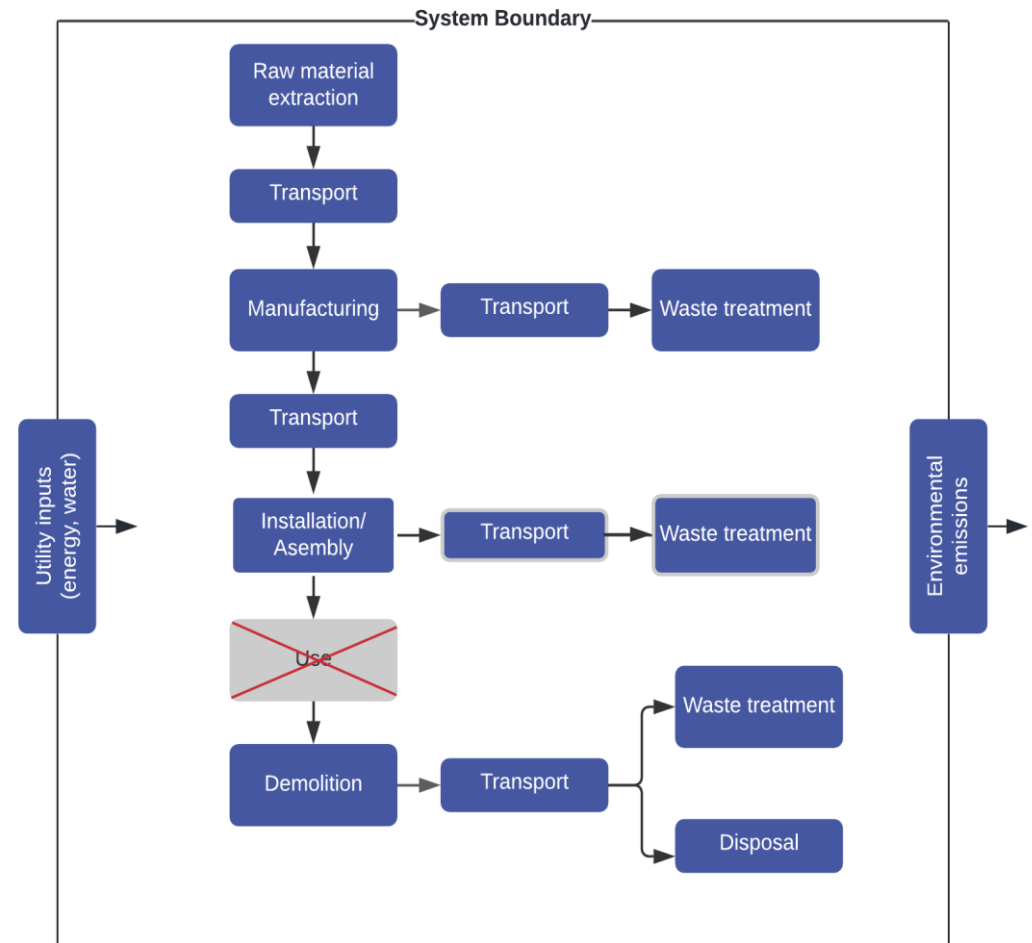 System Boundary
Raw material
extraction
Transport
Manufacturing
Transport
Waste treatment
Transport
Utility inputs
(energy, water)
Installation/
Asembly
Transport
Waste treatment
Environmental
emissions
Use
Waste treatment
Demolition
Transport
Disposal